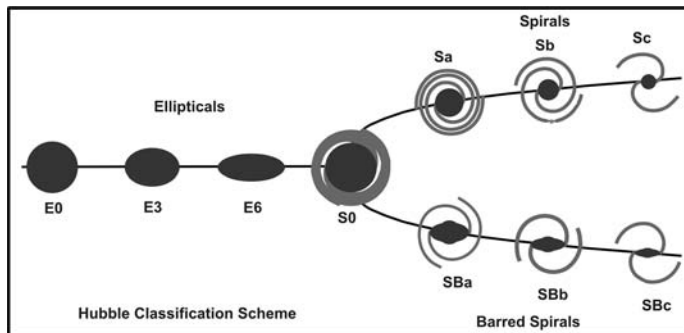 Spirals
Sa
Sb
Sc
Ellipticals
E0
E3
E6
S0
SBa
SBb
SBc
Hubble Classification Scheme
Barred Spirals